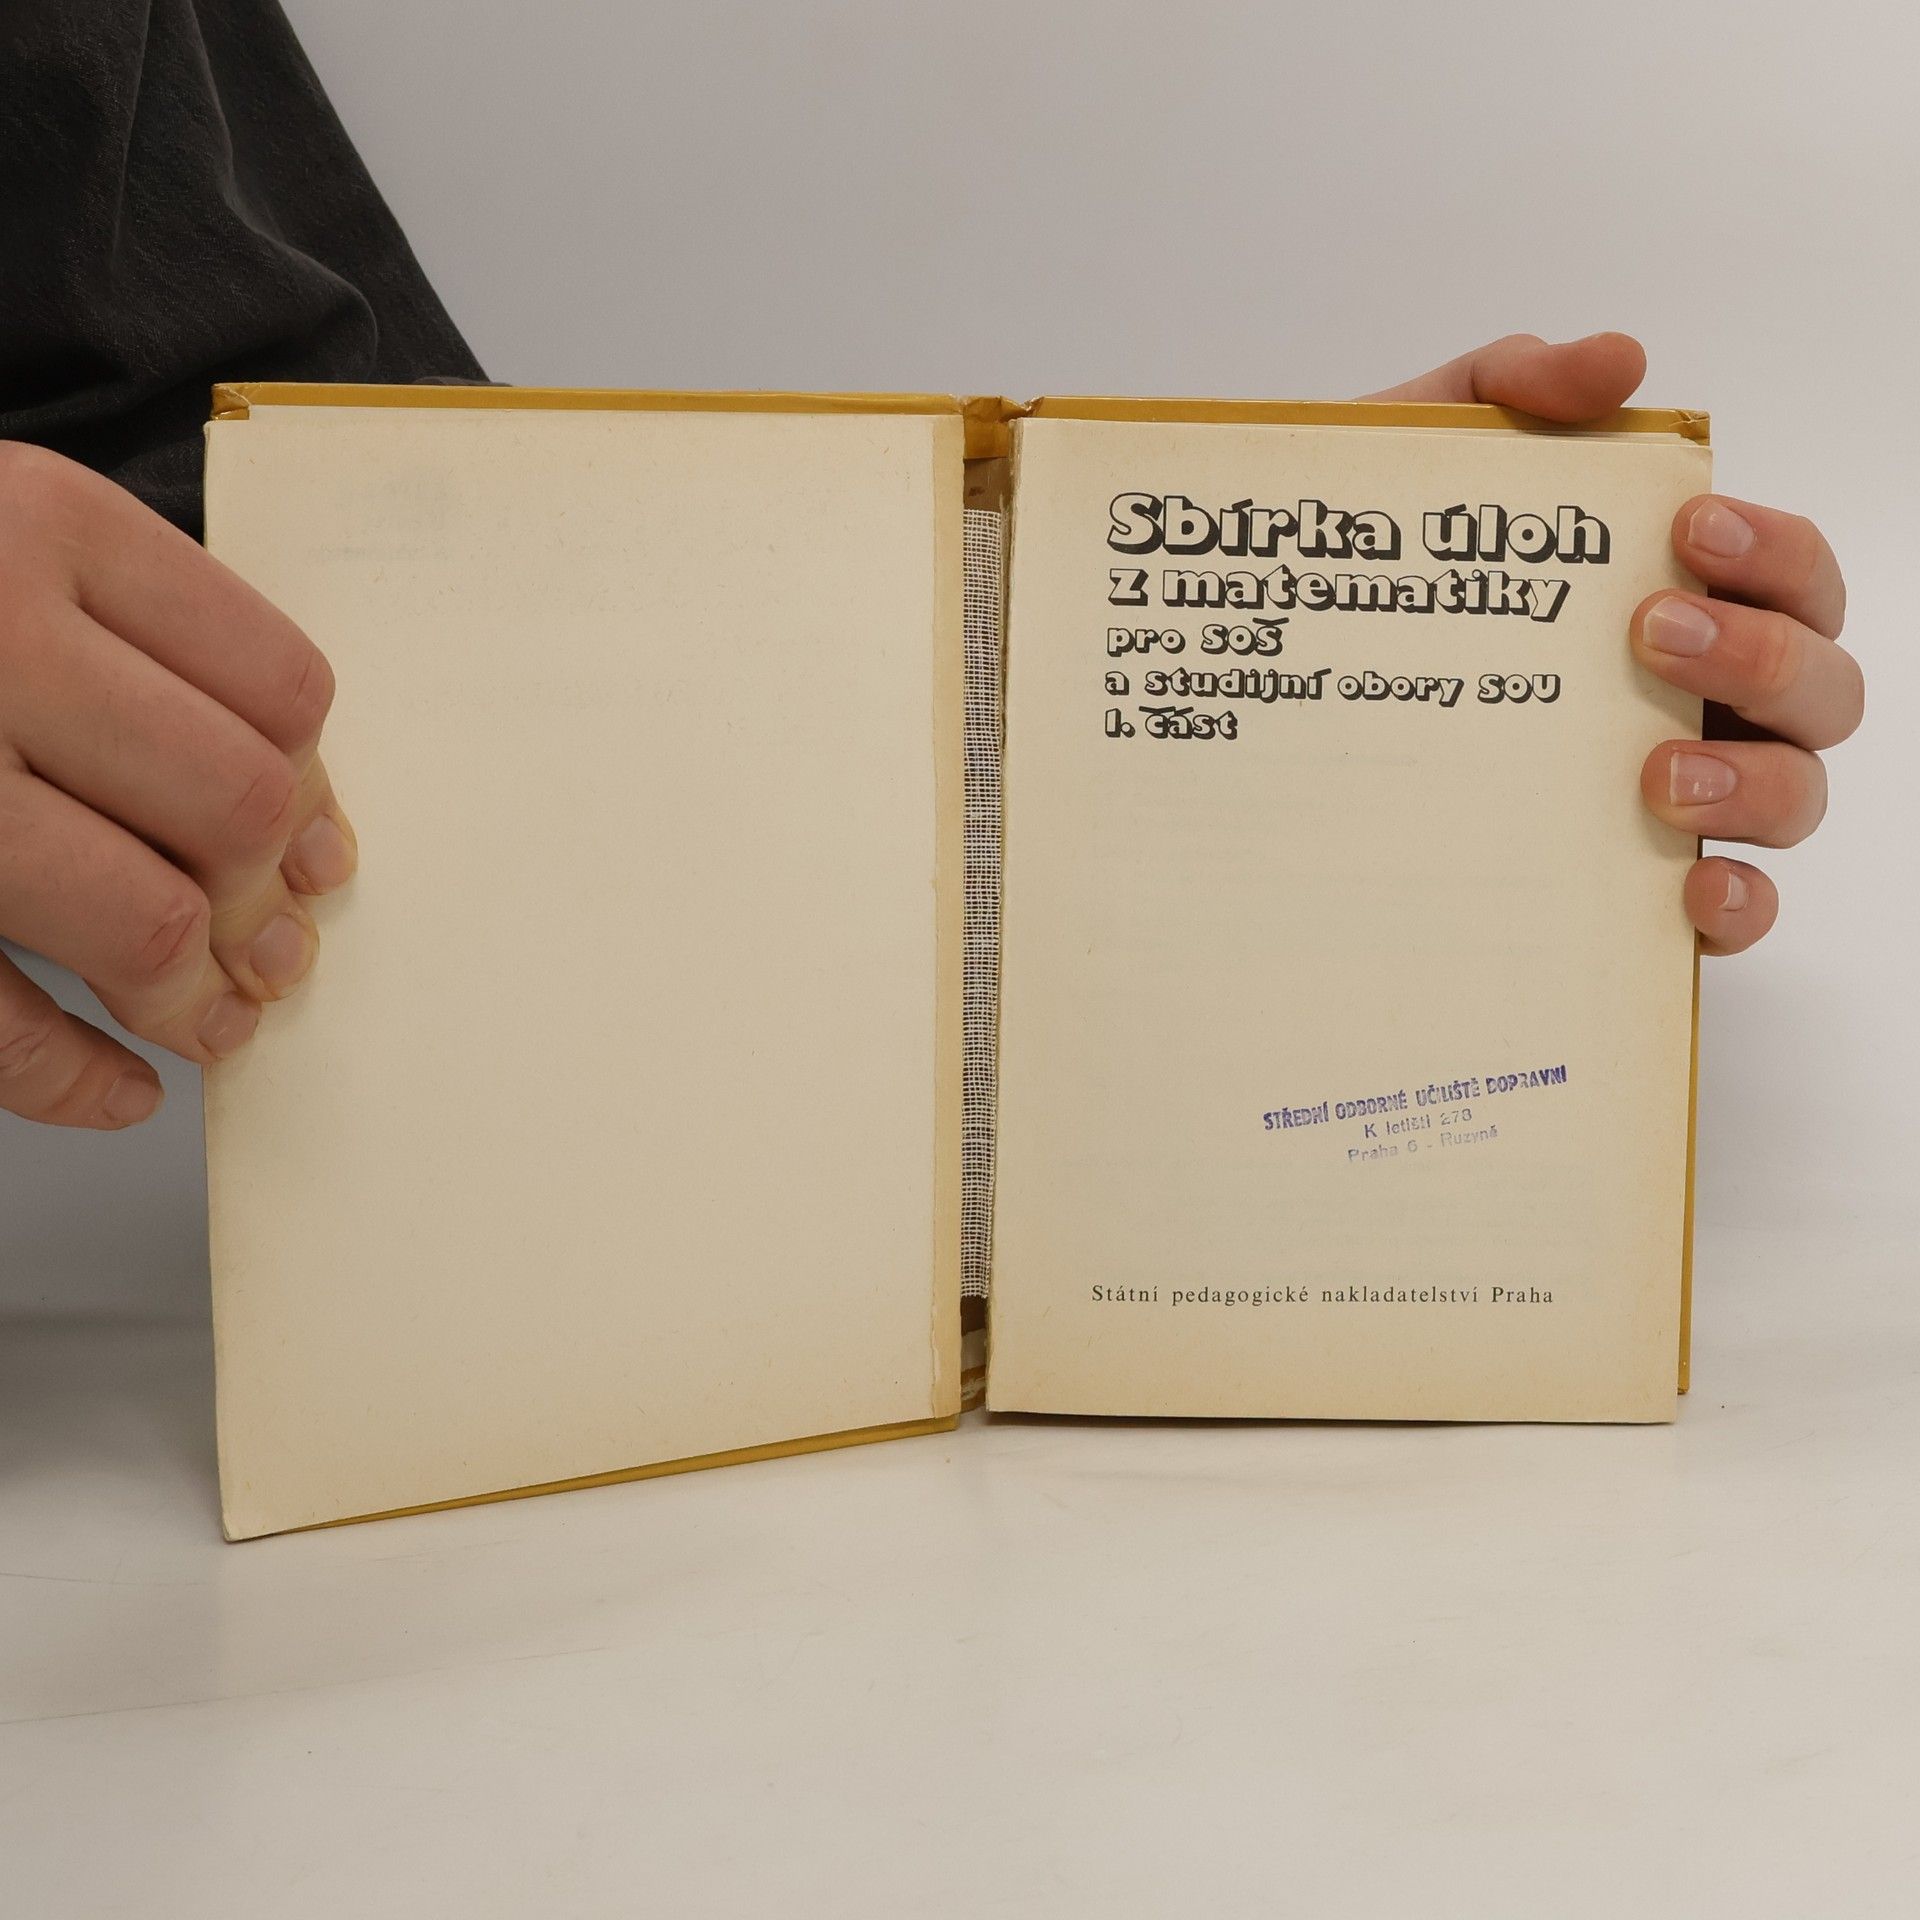 Sbírka úloh
z matematiky
pro SOŠ
a studijní obory SOU
I. část
STŘEDNÍ ODBORNÉ UČILIŠTĚ DOPRAVNÍ
K letišti 278
Praha 6 - Ruzyně
Státní pedagogické nakladatelství Praha